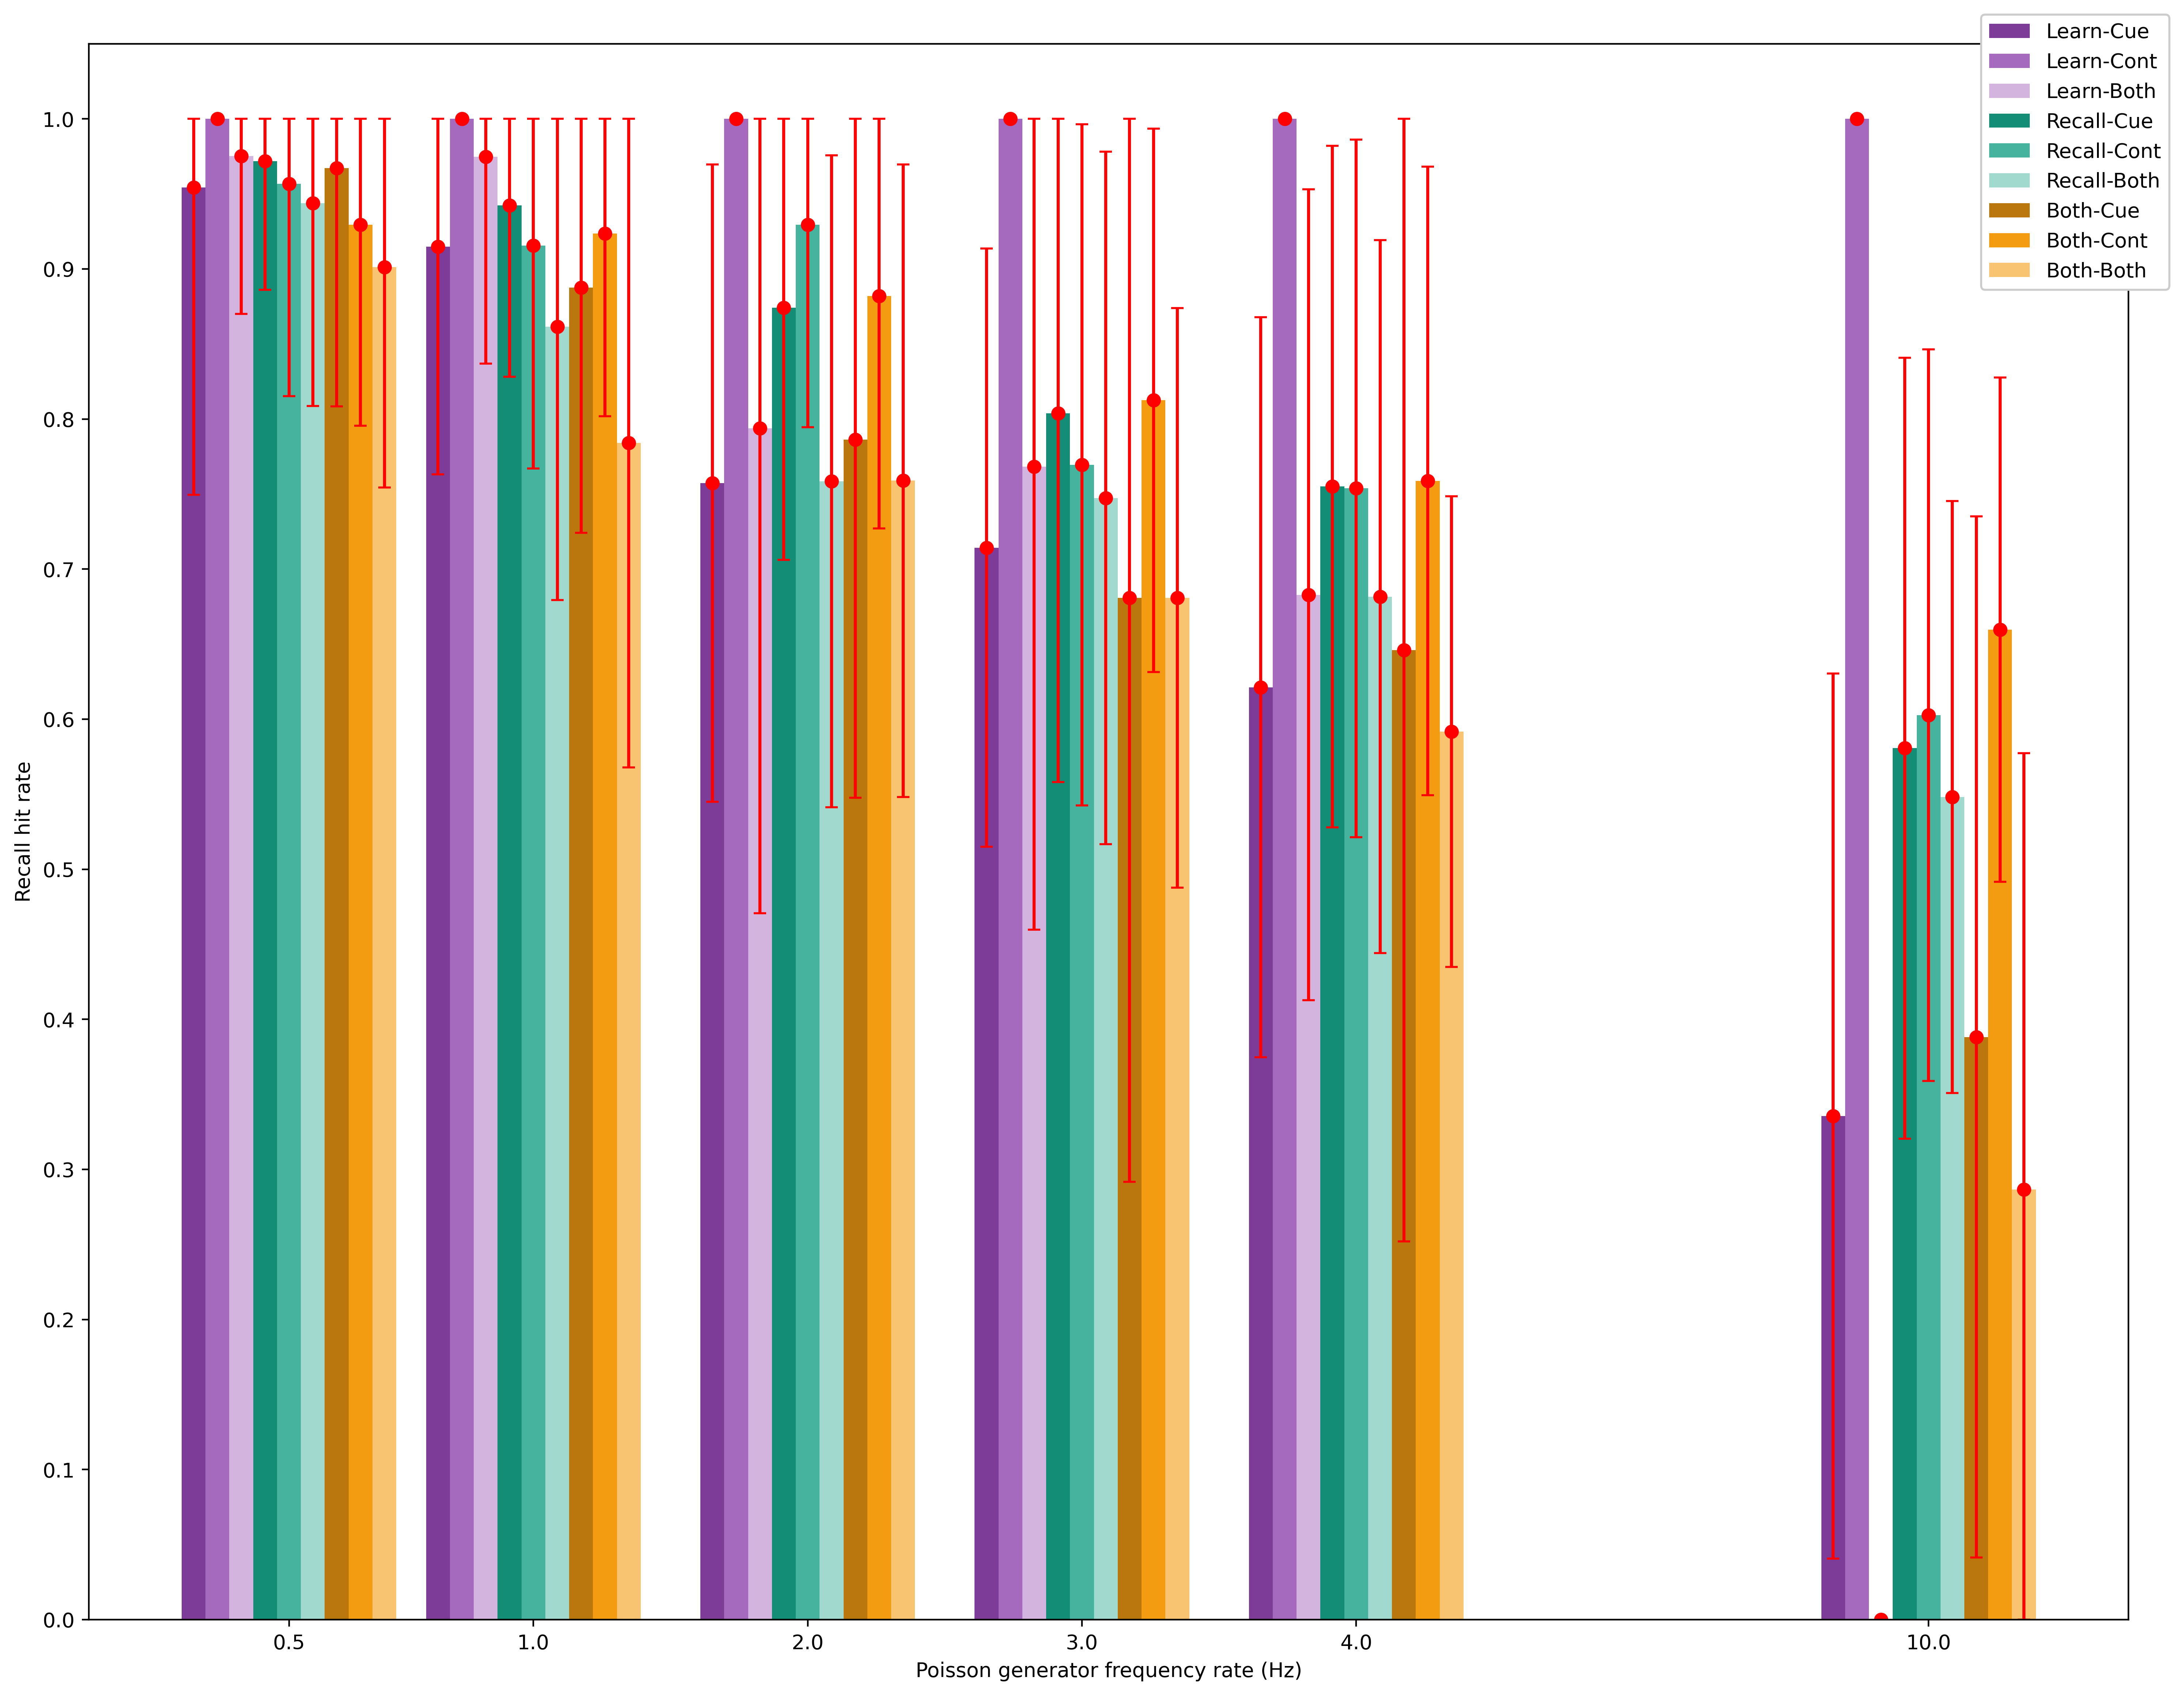 Learn-Cue
Learn-Cont
Learn-Both
Recall-Cue
Recall-Cont
Recall-Both
Both-Cue
Both-Cont
Both-Both
1.0
0.9
0.8
0.7
0.6
0.5
0.4
0.3
0.2
0.1
0.0
Recall hit rate
0.5 1.0 2.0 3.0 4.0 10.0
Poisson generator frequency rate (Hz)